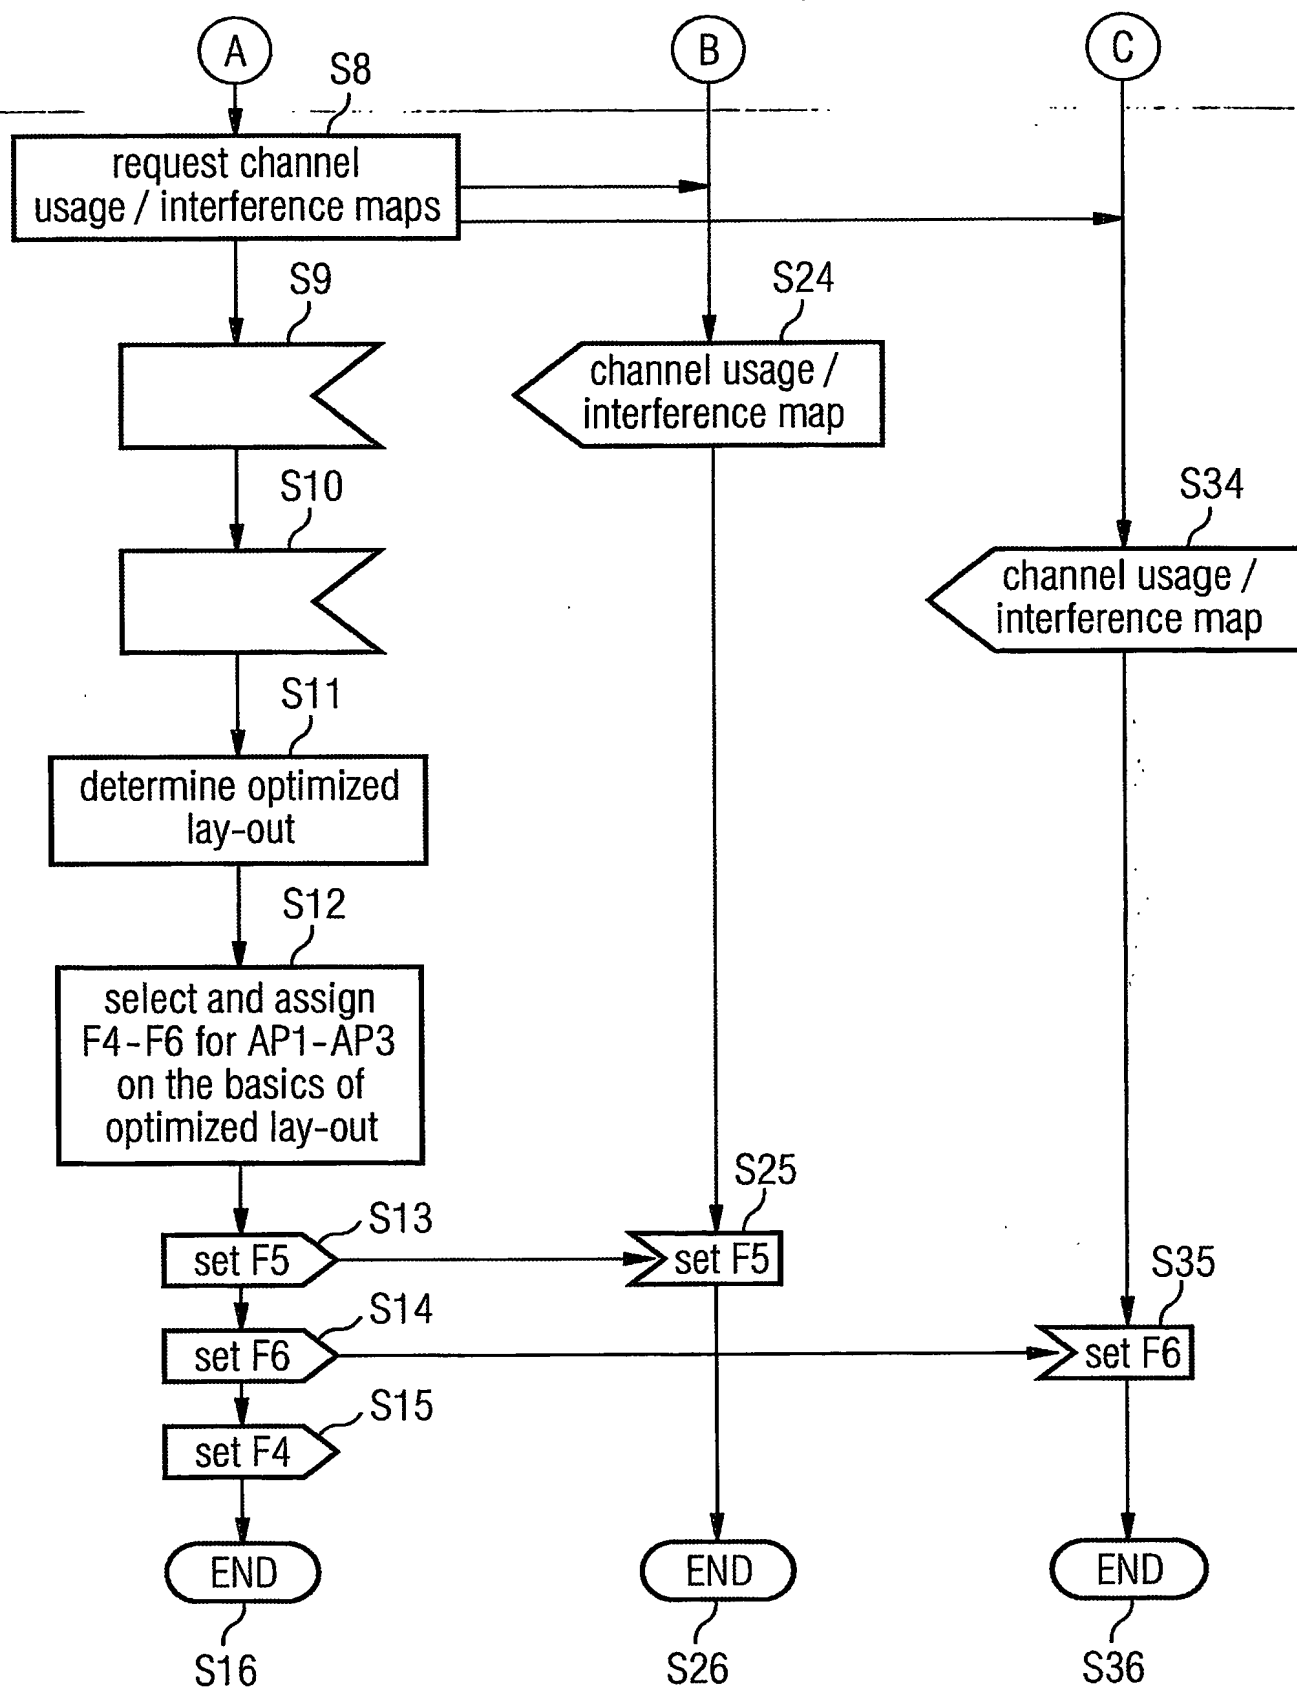 A
B
C
S8
request channel
usage / interference maps
S9
S24
channel usage /
interference map
S10
S34
channel usage /
interference map
S11
determine optimized
lay-out
S12
select and assign
F4-F6 for AP1-AP3
on the basics of
optimized lay-out
S25
S13
set F5
set F5
S35
S14
set F6
set F6
S15
set F4
END
END
END
S16
S26
S36